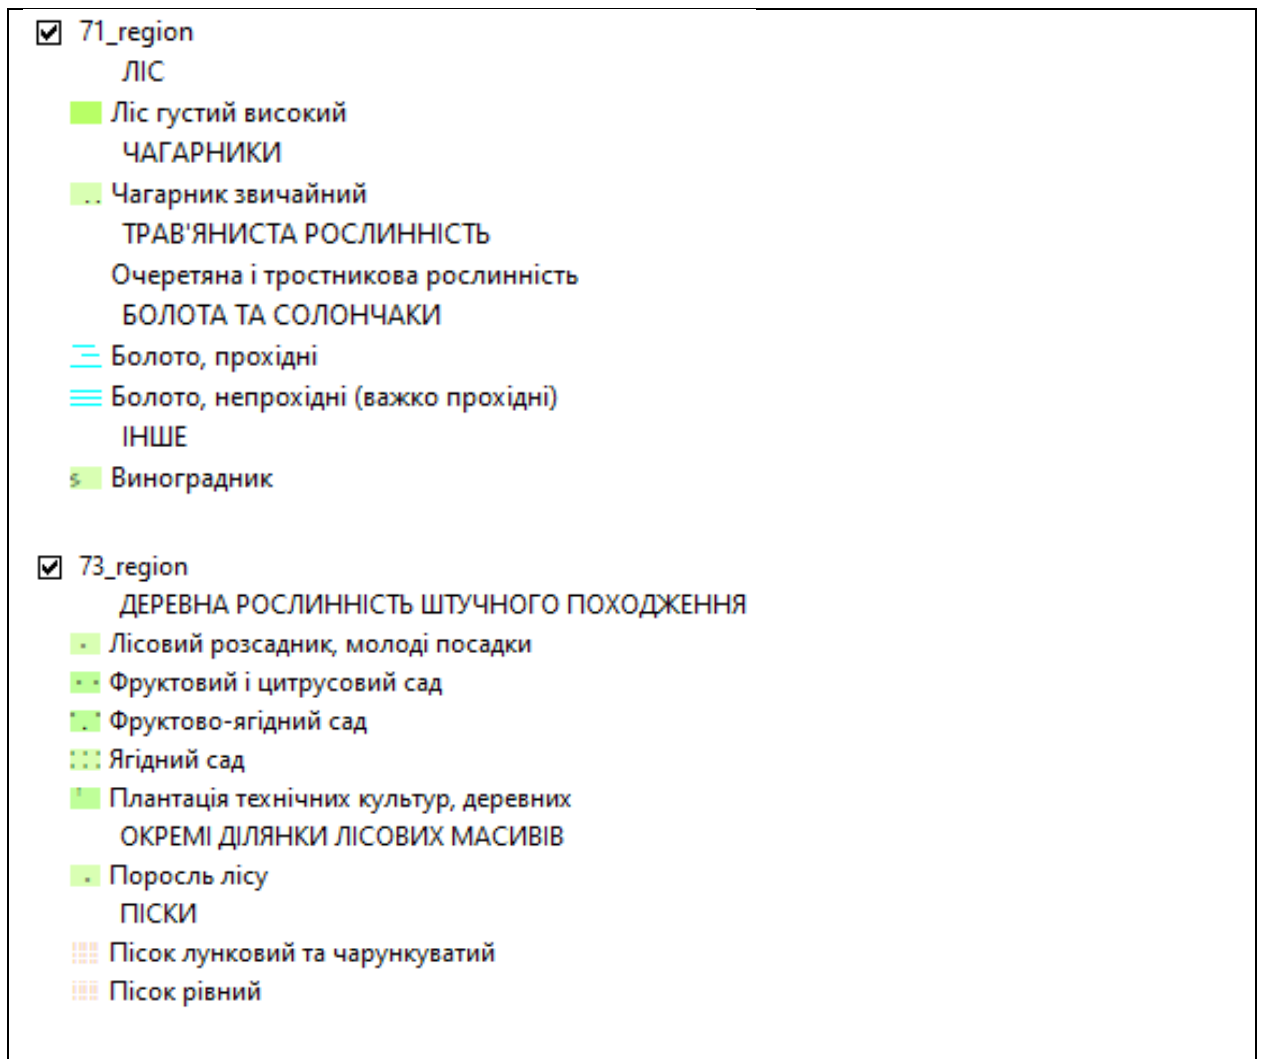 71_region
ЛІС
Ліс густий високий
ЧАГАРНИКИ
Чагарник звичайний
ТРАВ'ЯНИСТА РОСЛИННІСТЬ
Очеретяна і тростникова рослинність
БОЛОТА ТА СОЛОНЧАКИ
Болото, прохідні
Болото, непрохідні (важко прохідні)
ІНШЕ
Виноградник
73_region
ДЕРЕВНА РОСЛИННІСТЬ ШТУЧНОГО ПОХОДЖЕННЯ
Лісовий розсадник, молоді посадки
Фруктовий і цитрусовий сад
Фруктово-ягідний сад
Ягідний сад
Плантація технічних культур, деревних
ОКРЕМІ ДІЛЯНКИ ЛІСОВИХ МАСИВІВ
Поросль лісу
ПІСКИ
Пісок лунковий та чарункуватий
Пісок рівний